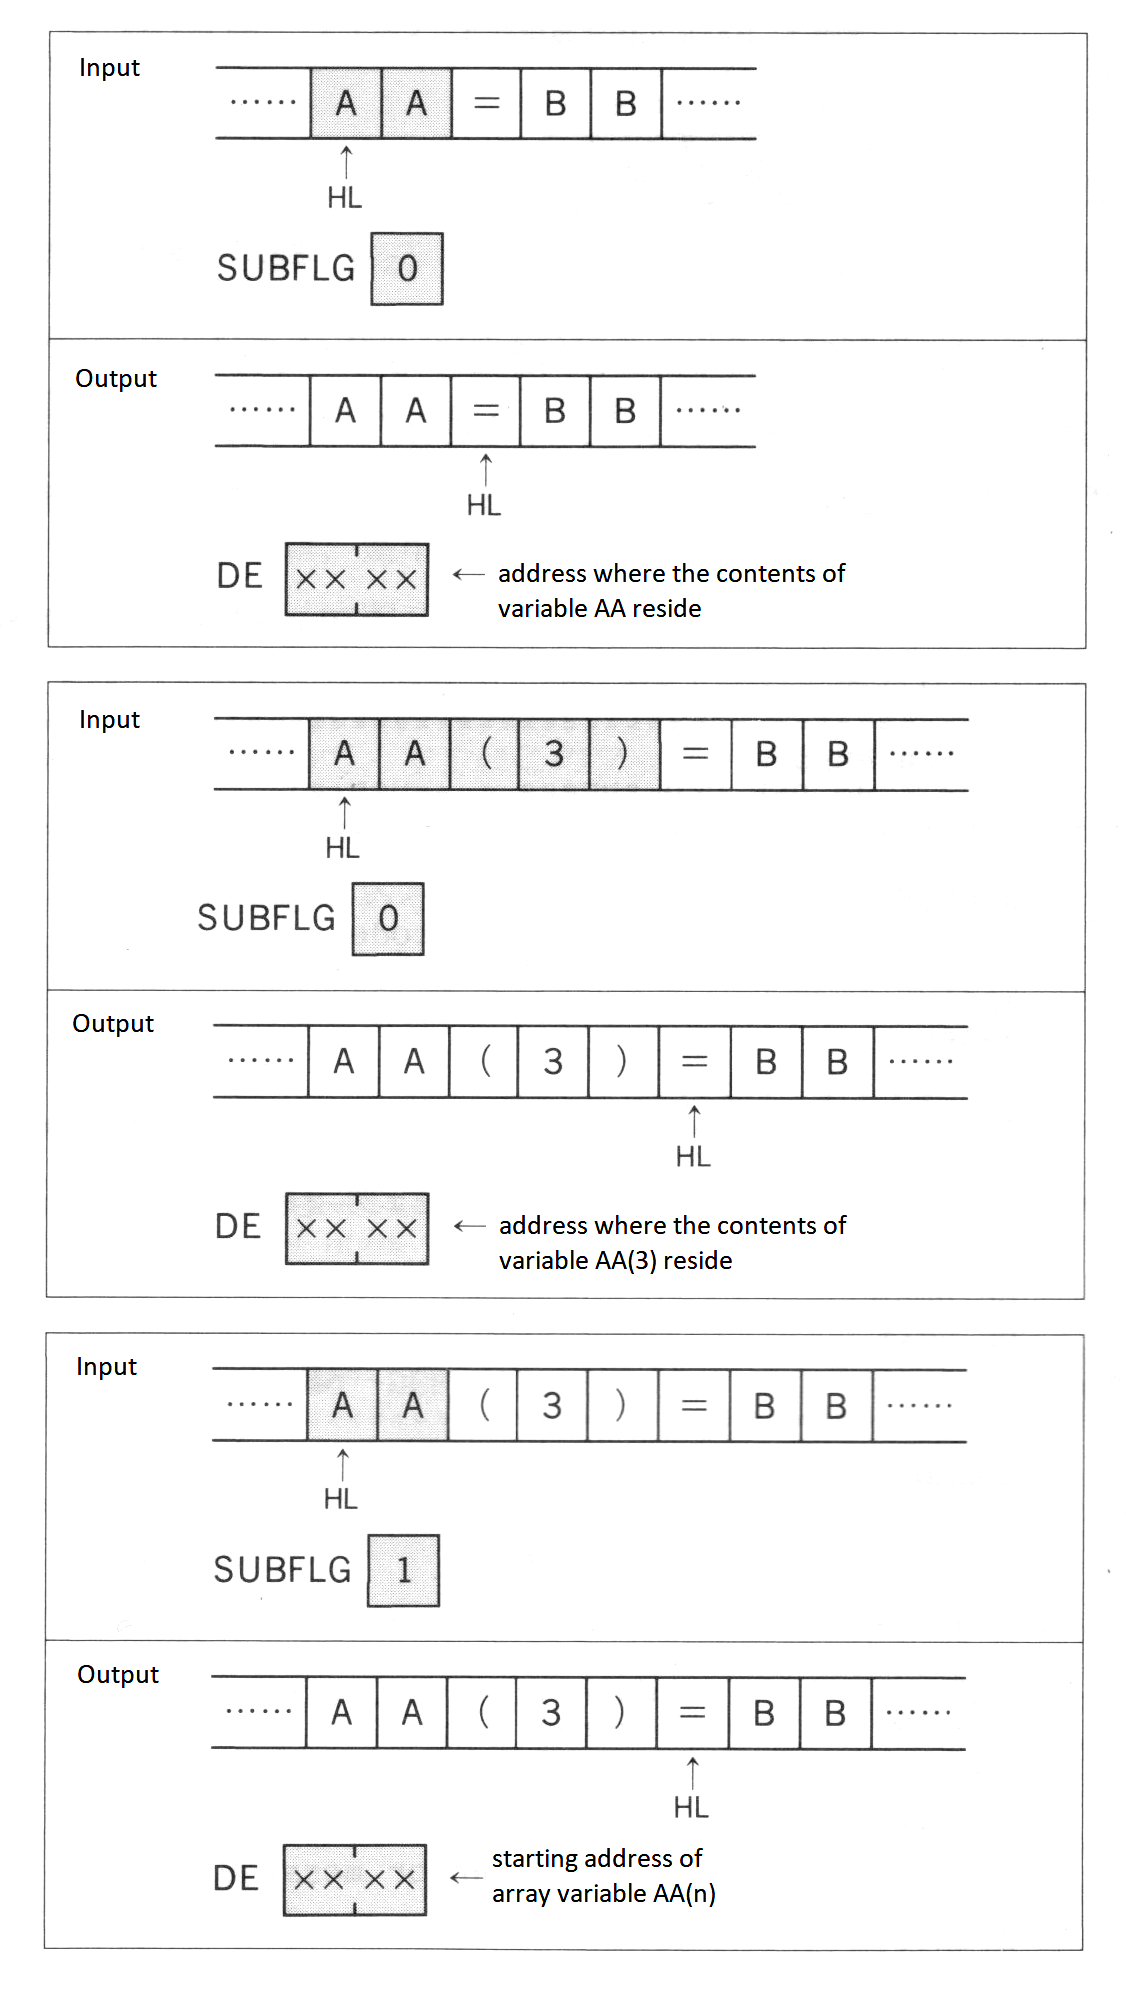 Input
...... A A = B B ......
↑
HL
SUBFLG 0
Output
...... A A = B B ......
↑
HL
DE ×× ×× ← address where the contents of
variable AA reside
Input
...... A A ( 3 ) = B B ......
↑
HL
SUBFLG 0
Output
...... A A ( 3 ) = B B ......
↑
HL
DE ×× ×× ← address where the contents of
variable AA(3) reside
Input
...... A A ( 3 ) = B B ......
↑
HL
SUBFLG 1
Output
...... A A ( 3 ) = B B ......
↑
HL
DE ×× ×× ← starting address of
array variable AA(n)